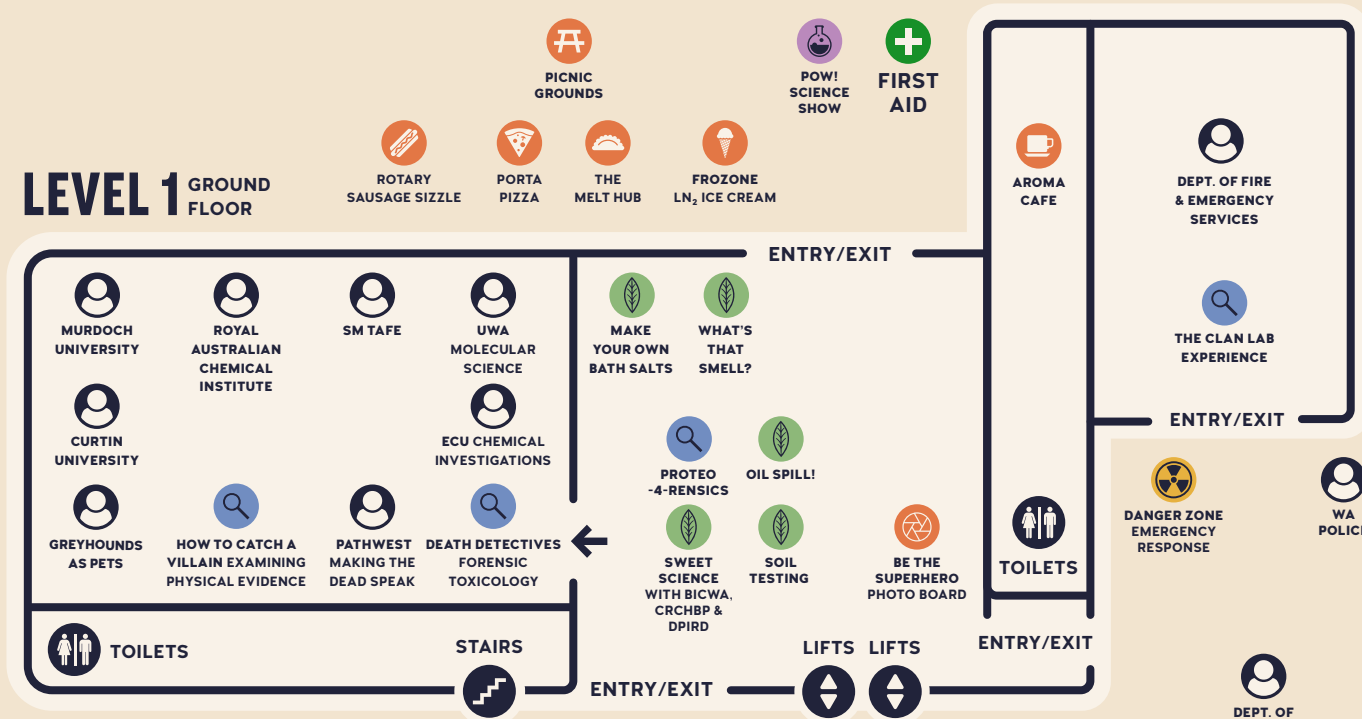 PICNIC
GROUNDS
POW!
SCIENCE
SHOW
FIRST
AID
ROTARY
SAUSAGE SIZZLE
PORTA
PIZZA
THE
MELT HUB
FROZONE
LN₂ ICE CREAM
AROMA
CAFE
DEPT. OF FIRE
& EMERGENCY
SERVICES
LEVEL 1 GROUND
FLOOR
ENTRY/EXIT
MURDOCH
UNIVERSITY
ROYAL
AUSTRALIAN
CHEMICAL
INSTITUTE
SM TAFE
UWA
MOLECULAR
SCIENCE
MAKE
YOUR OWN
BATH SALTS
WHAT'S
THAT
SMELL?
THE CLAN LAB
EXPERIENCE
CURTIN
UNIVERSITY
ECU CHEMICAL
INVESTIGATIONS
PROTEO
-4-RENSICS
OIL SPILL!
ENTRY/EXIT
GREYHOUNDS
AS PETS
HOW TO CATCH A
VILLAIN EXAMINING
PHYSICAL EVIDENCE
PATHWEST
MAKING THE
DEAD SPEAK
DEATH DETECTIVES
FORENSIC
TOXICOLOGY
SWEET
SCIENCE
WITH BICWA,
CRCHBP &
DPIRD
SOIL
TESTING
BE THE
SUPERHERO
PHOTO BOARD
TOILETS
DANGER ZONE
EMERGENCY
RESPONSE
WA
TOILETS
STAIRS
ENTRY/EXIT
LIFTS
LIFTS
ENTRY/EXIT
DEPT. OF